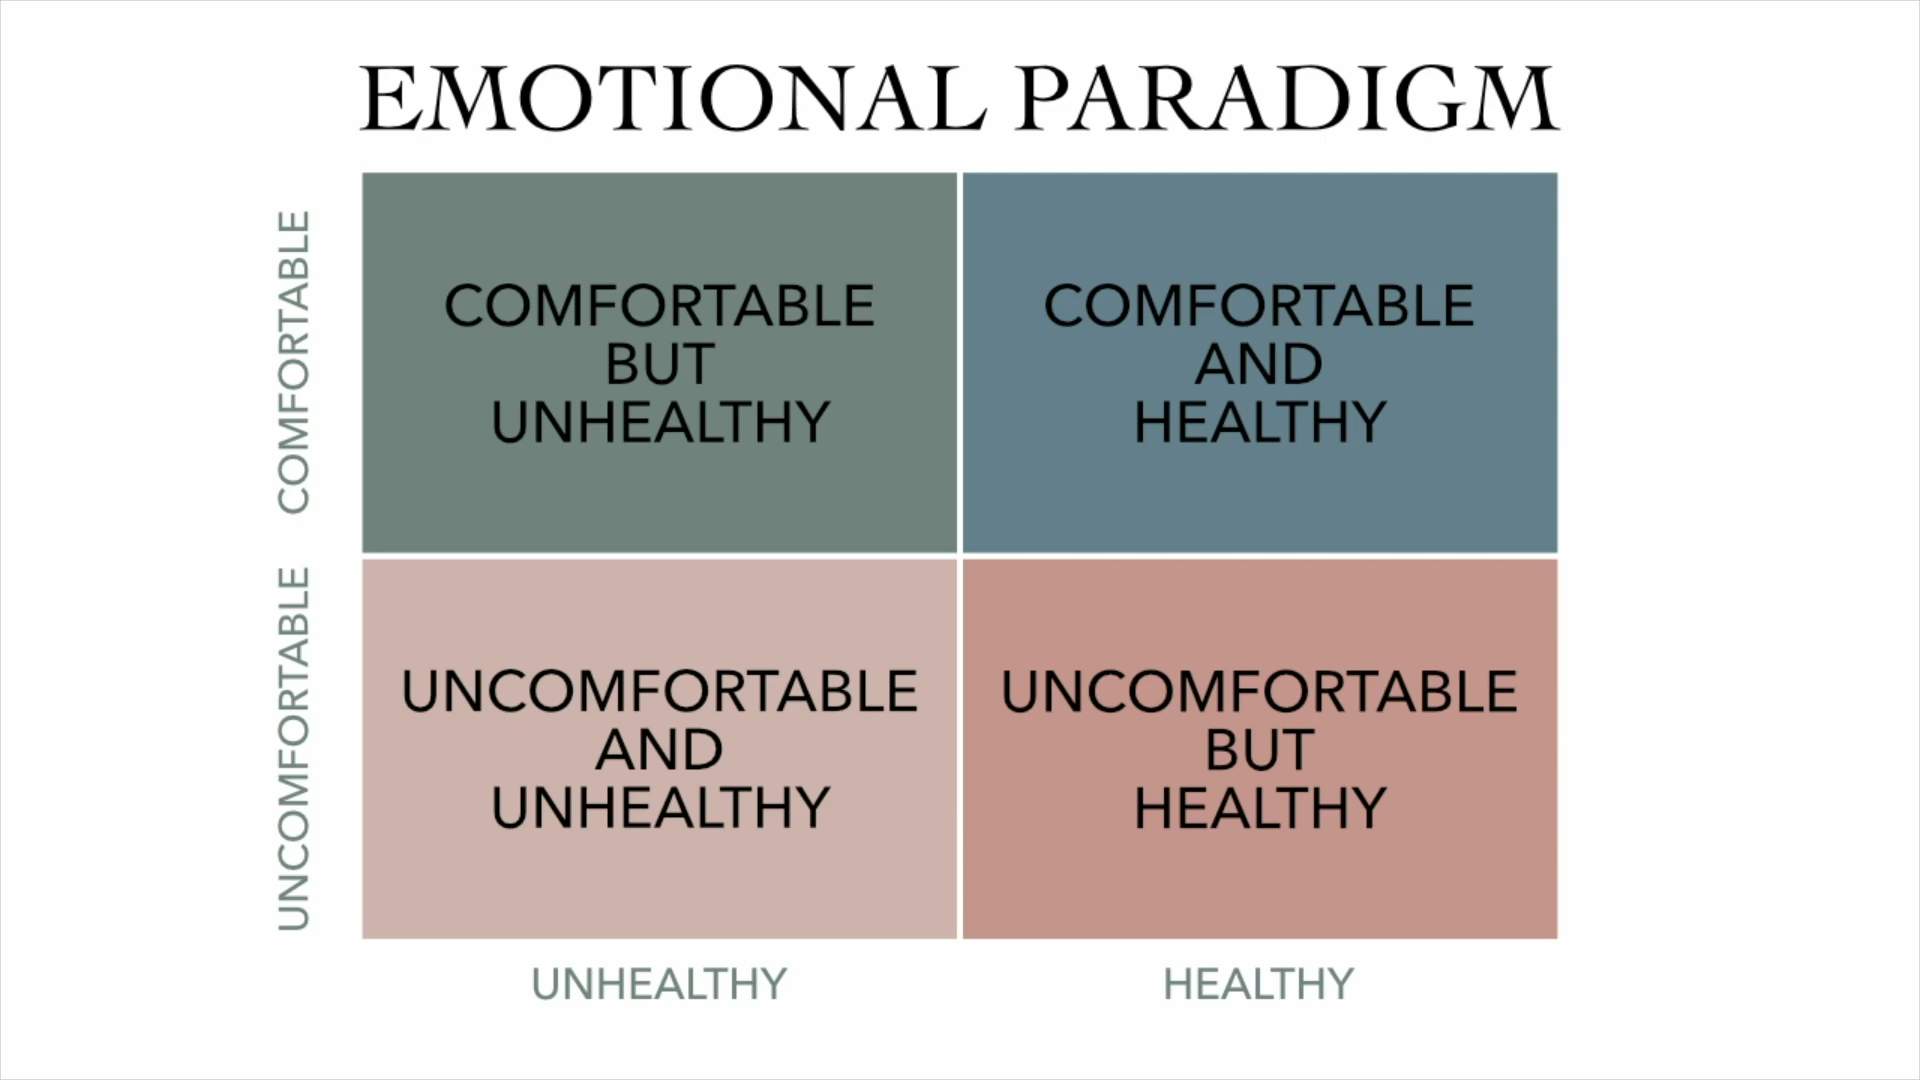 EMOTIONAL PARADIGM
COMFORTABLE
COMFORTABLE
BUT
UNHEALTHY
COMFORTABLE
AND
HEALTHY
UNCOMFORTABLE
UNCOMFORTABLE
AND
UNHEALTHY
UNCOMFORTABLE
BUT
HEALTHY
UNHEALTHY
HEALTHY